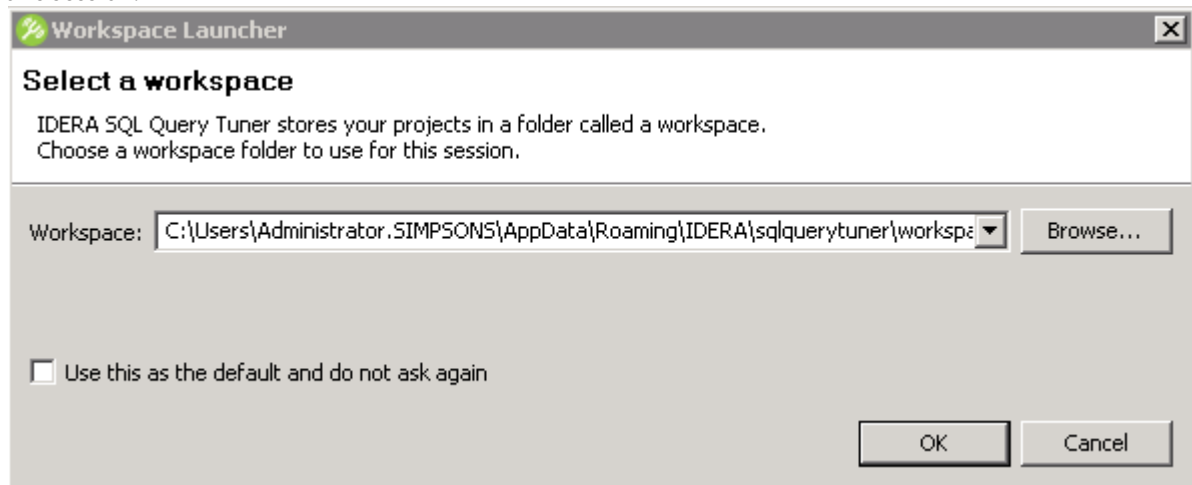 Workspace Launcher
Select a workspace
IDERA SQL Query Tuner stores your projects in a folder called a workspace.
Choose a workspace folder to use for this session.
Workspace: C:\Users\Administrator.SIMPSONS\AppData\Roaming\IDERA\sqlquerytuner\workspa Browse...
Use this as the default and do not ask again
OK Cancel